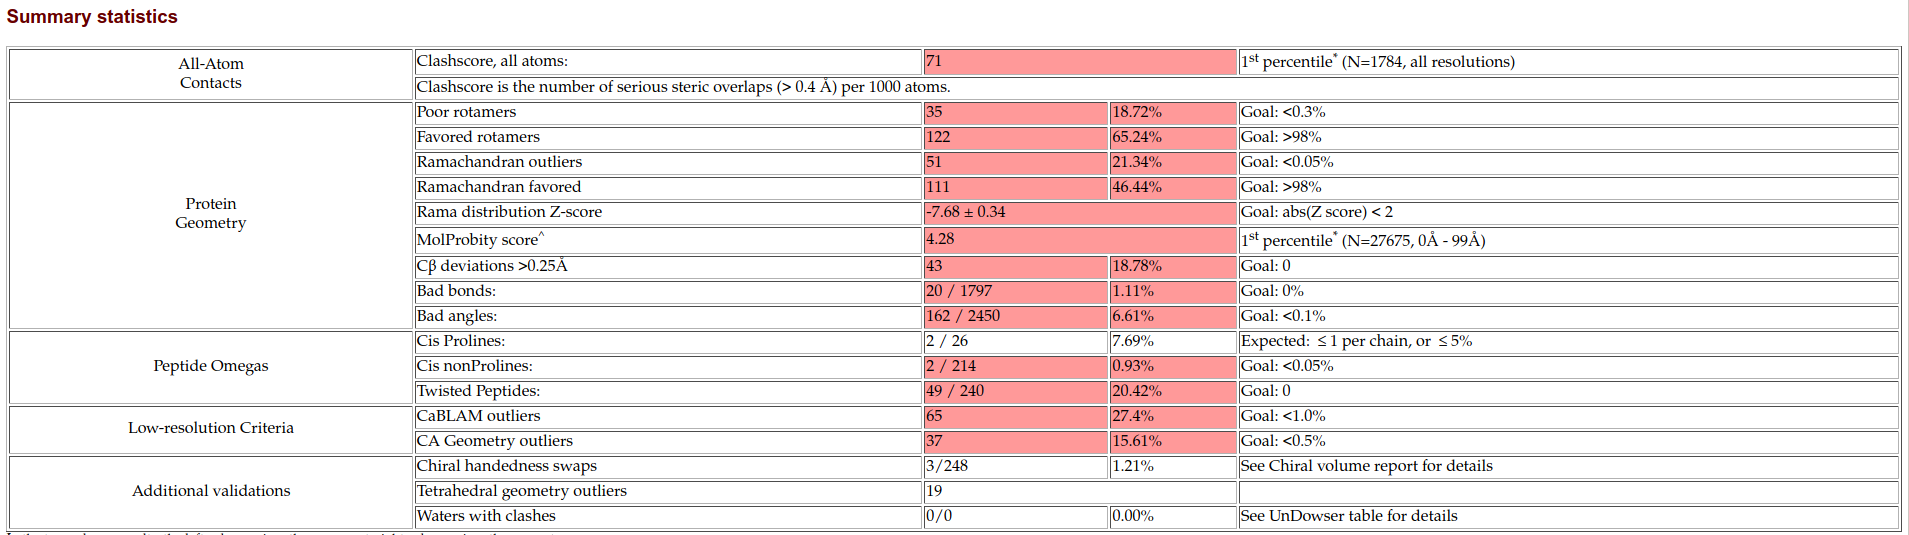 Summary statistics
All-Atom
Contacts
Clashscore, all atoms: 71 1st percentile* (N=1784, all resolutions)
Clashscore is the number of serious steric overlaps (> 0.4 Å) per 1000 atoms.
Protein
Geometry
Poor rotamers 35 18.72% Goal: <0.3%
Favored rotamers 122 65.24% Goal: >98%
Ramachandran outliers 51 21.34% Goal: <0.05%
Ramachandran favored 111 46.44% Goal: >98%
Rama distribution Z-score -7.68 ± 0.34 Goal: abs(Z score) < 2
MolProbity score^ 4.28 1st percentile* (N=27675, 0Å - 99Å)
Cβ deviations >0.25Å 43 18.78% Goal: 0
Bad bonds: 20 / 1797 1.11% Goal: 0%
Bad angles: 162 / 2450 6.61% Goal: <0.1%
Peptide Omegas
Cis Prolines: 2 / 26 7.69% Expected: ≤ 1 per chain, or ≤ 5%
Cis nonProlines: 2 / 214 0.93% Goal: <0.05%
Twisted Peptides: 49 / 240 20.42% Goal: 0
Low-resolution Criteria
CaBLAM outliers 65 27.4% Goal: <1.0%
CA Geometry outliers 37 15.61% Goal: <0.5%
Additional validations
Chiral handedness swaps 3/248 1.21% See Chiral volume report for details
Tetrahedral geometry outliers 19
Waters with clashes 0/0 0.00% See UnDowser table for details